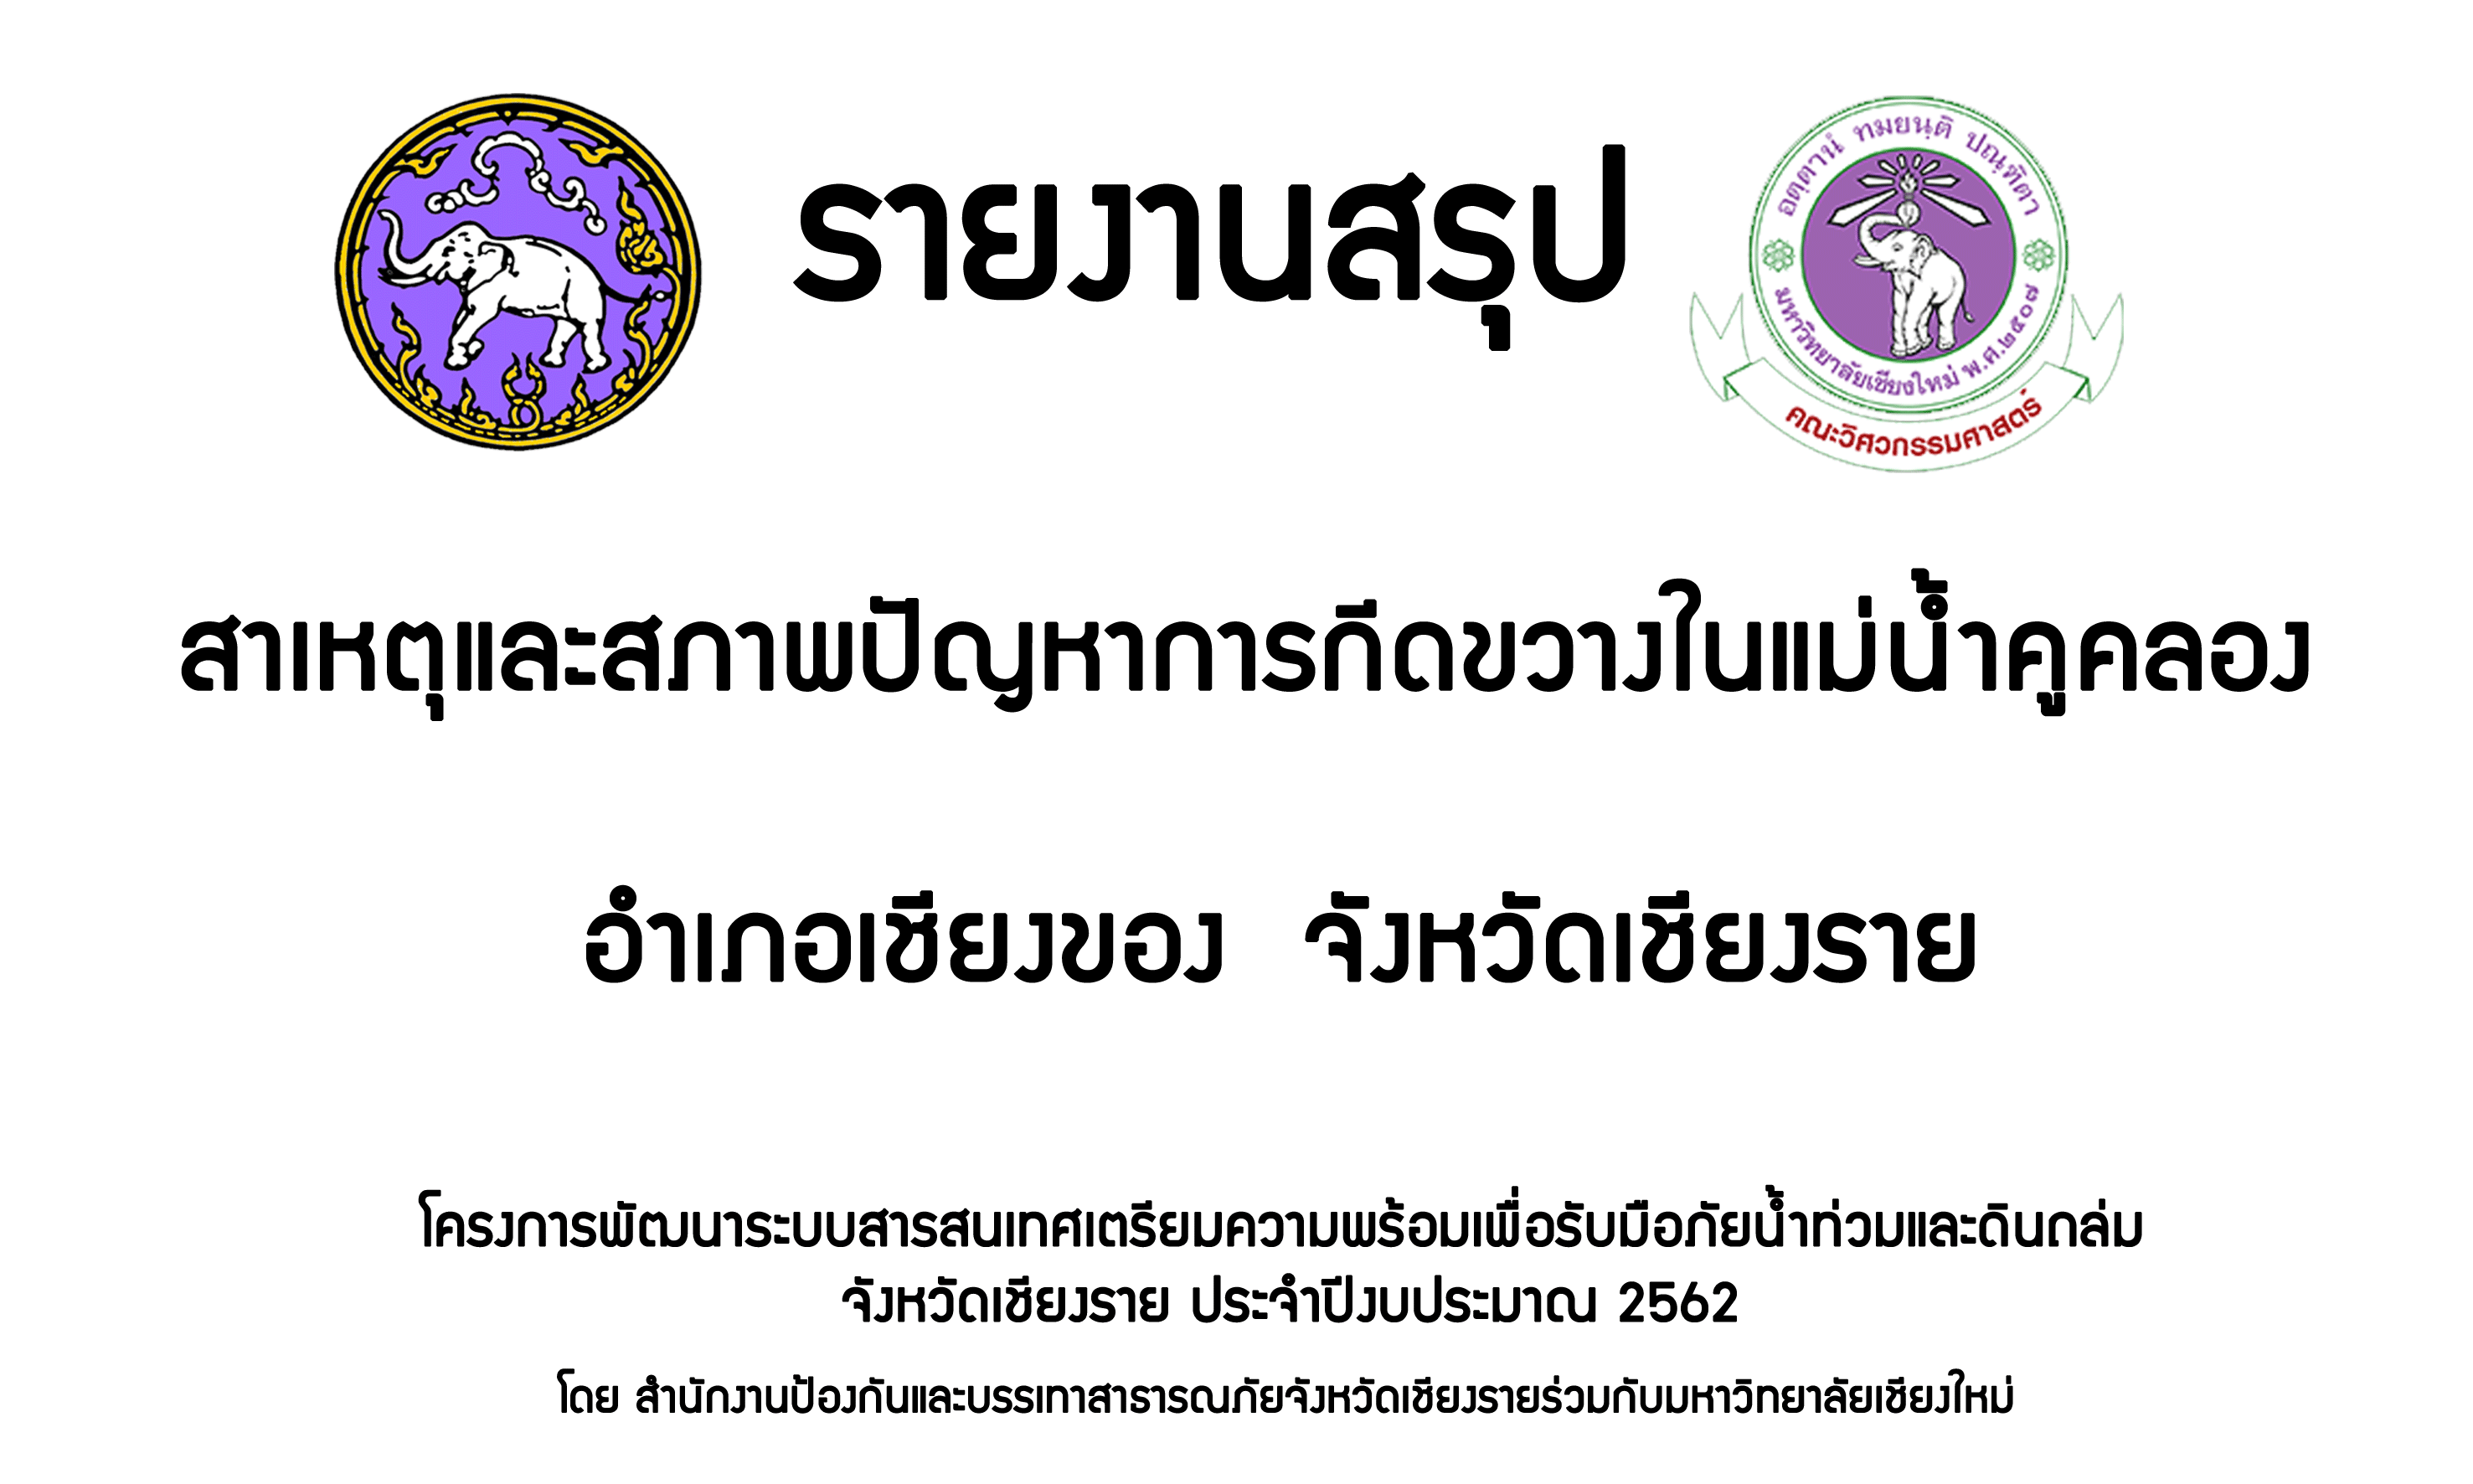 รายงานสรุป
อตฺตานํ ทมยนฺติ ปณฺฑิตา
มหาวิทยาลัยเชียงใหม่ พ.ศ.๒๕๐๗
คณะวิศวกรรมศาสตร์
สาเหตุและสภาพปัญหาการกีดขวางในแม่น้ำคูคลอง
อำเภอเชียงของ จังหวัดเชียงราย
โครงการพัฒนาระบบสารสนเทศเตรียมความพร้อมเพื่อรับมือภัยน้ำท่วมและดินถล่ม
จังหวัดเชียงราย ประจำปีงบประมาณ 2562
โดย สำนักงานป้องกันและบรรเทาสาธารณภัยจังหวัดเชียงรายร่วมกับมหาวิทยาลัยเชียงใหม่